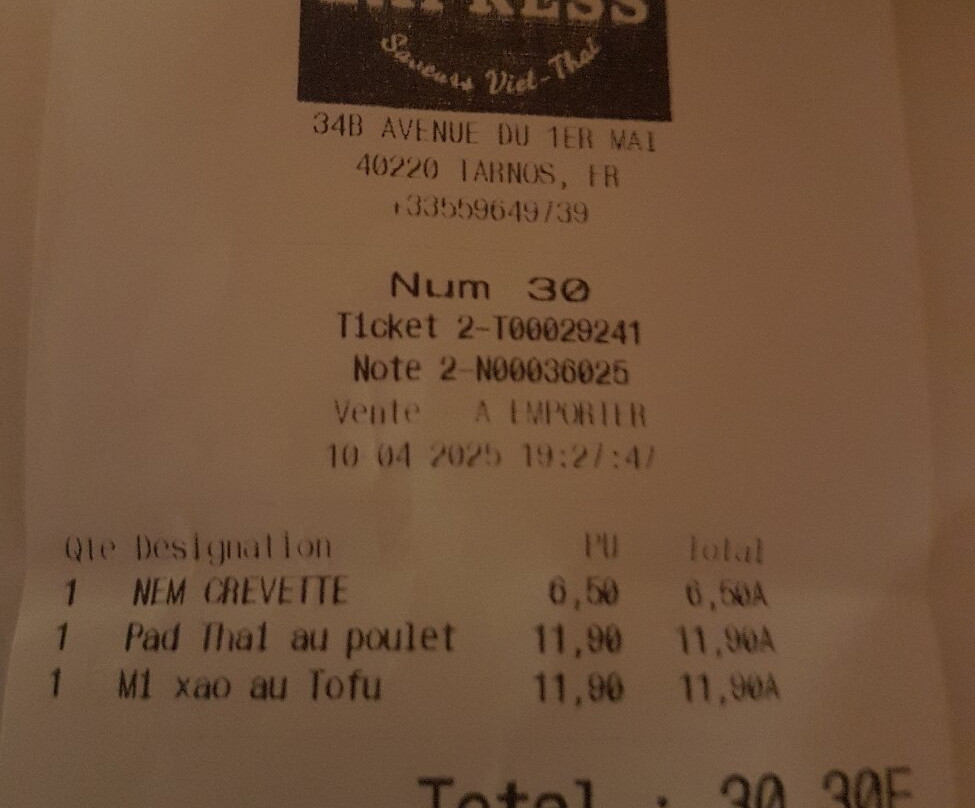 Saveurs Viet-Thaï
34B AVENUE DU 1ER MAI
40220 TARNOS, FR
+33559649739
Num 30
Ticket 2-T00029241
Note 2-N00036025
Vente A EMPORTER
10 04 2025 19:27:47
Qte Designation PU Total
1 NEM CREVETTE 6,50 6,50A
1 Pad Thai au poulet 11,90 11,90A
1 Mi xao au Tofu 11,90 11,90A
Total : 30,30E